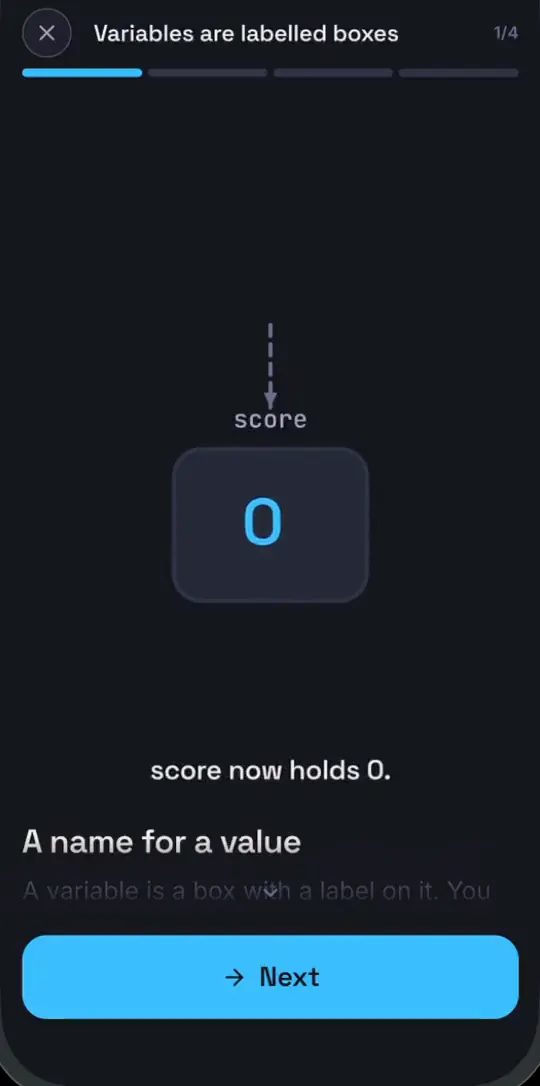 Variables are labelled boxes
1/4
score
0
score now holds 0.
A name for a value
A variable is a box with a label on it. You
→ Next